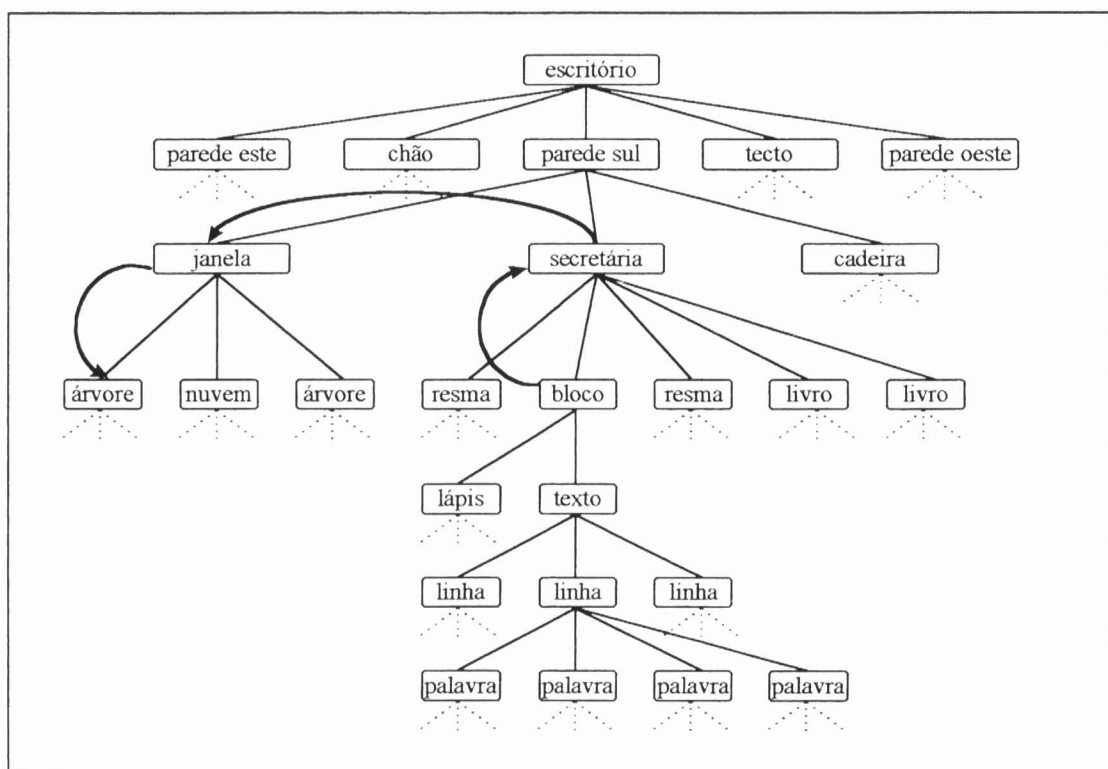 escritório
parede este chão parede sul tecto parede oeste
janela secretária cadeira
árvore nuvem árvore resma bloco resma livro livro
lápis texto
linha linha linha
palavra palavra palavra palavra